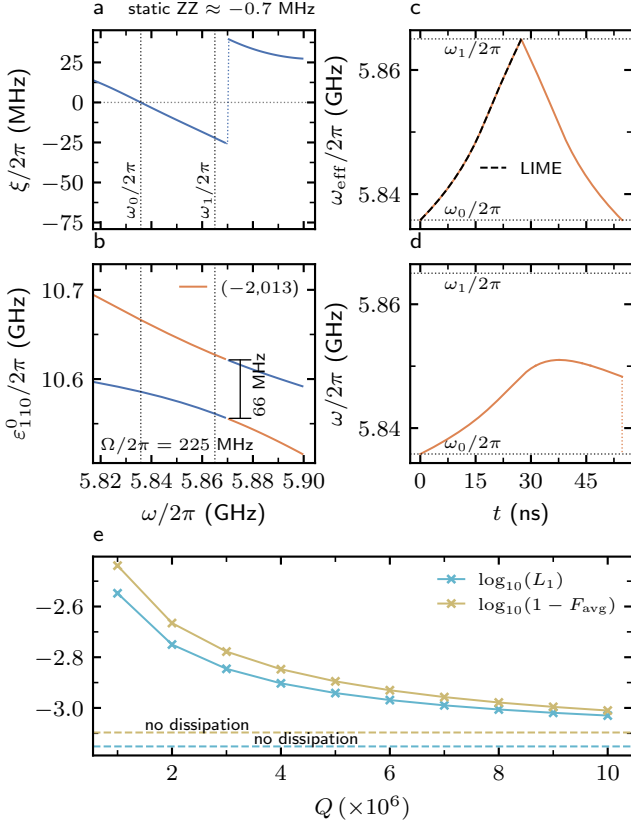 static ZZ ≈ −0.7 MHz
a
ξ/2π (MHz)
25
0
−25
−50
−75
ω₀/2π
ω₁/2π
c
ω_eff/2π (GHz)
5.86
5.84
ω₁/2π
LIME
ω₀/2π
b
ε⁰₁₁₀/2π (GHz)
10.7
10.6
(−2,013)
66 MHz
Ω/2π = 225 MHz
5.82 5.84 5.86 5.88 5.90
ω/2π (GHz)
d
ω/2π (GHz)
5.86
5.84
ω₁/2π
ω₀/2π
0 15 30 45
t (ns)
e
−2.6
−2.8
−3.0
log₁₀(L₁)
log₁₀(1 − F_avg)
no dissipation
no dissipation
2 4 6 8 10
Q (×10⁶)